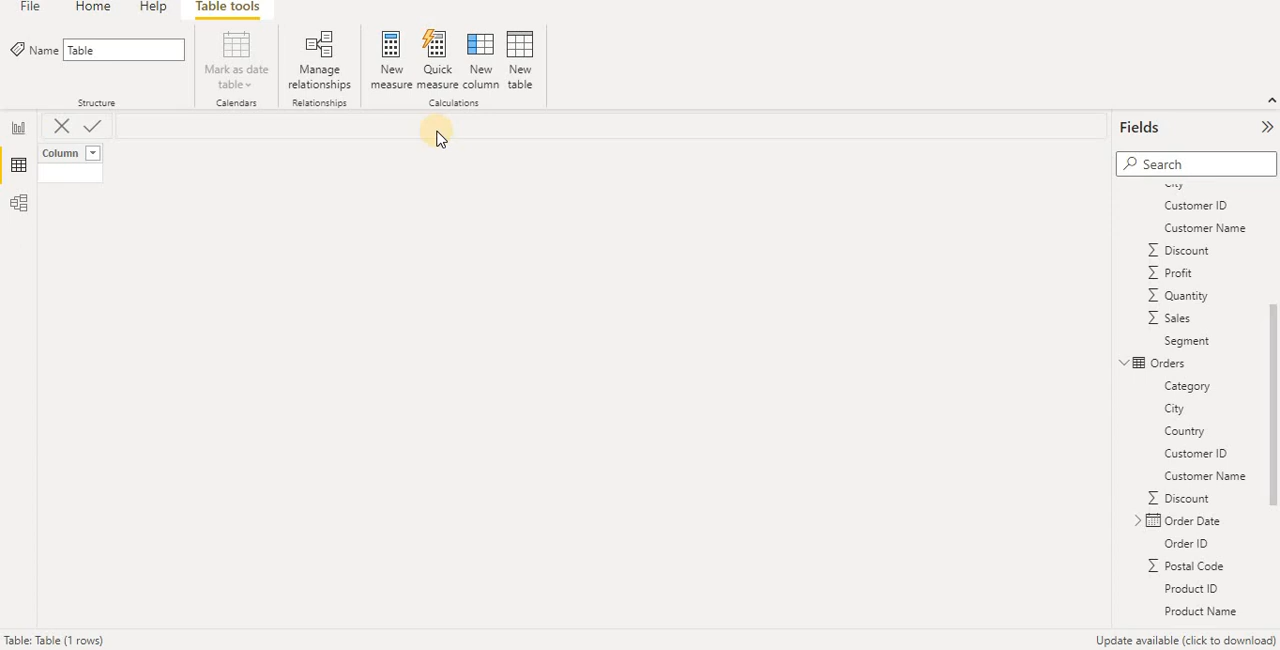 File Home Help Table tools
Name Table
Mark as date table
Manage relationships
New measure
Quick measure
New column
New table
Structure Calendars Relationships Calculations
Column
Fields
Search
City
Customer ID
Customer Name
Discount
Profit
Quantity
Sales
Segment
Orders
Category
City
Country
Customer ID
Customer Name
Discount
Order Date
Order ID
Postal Code
Product ID
Product Name
Table: Table (1 rows) Update available (click to download)